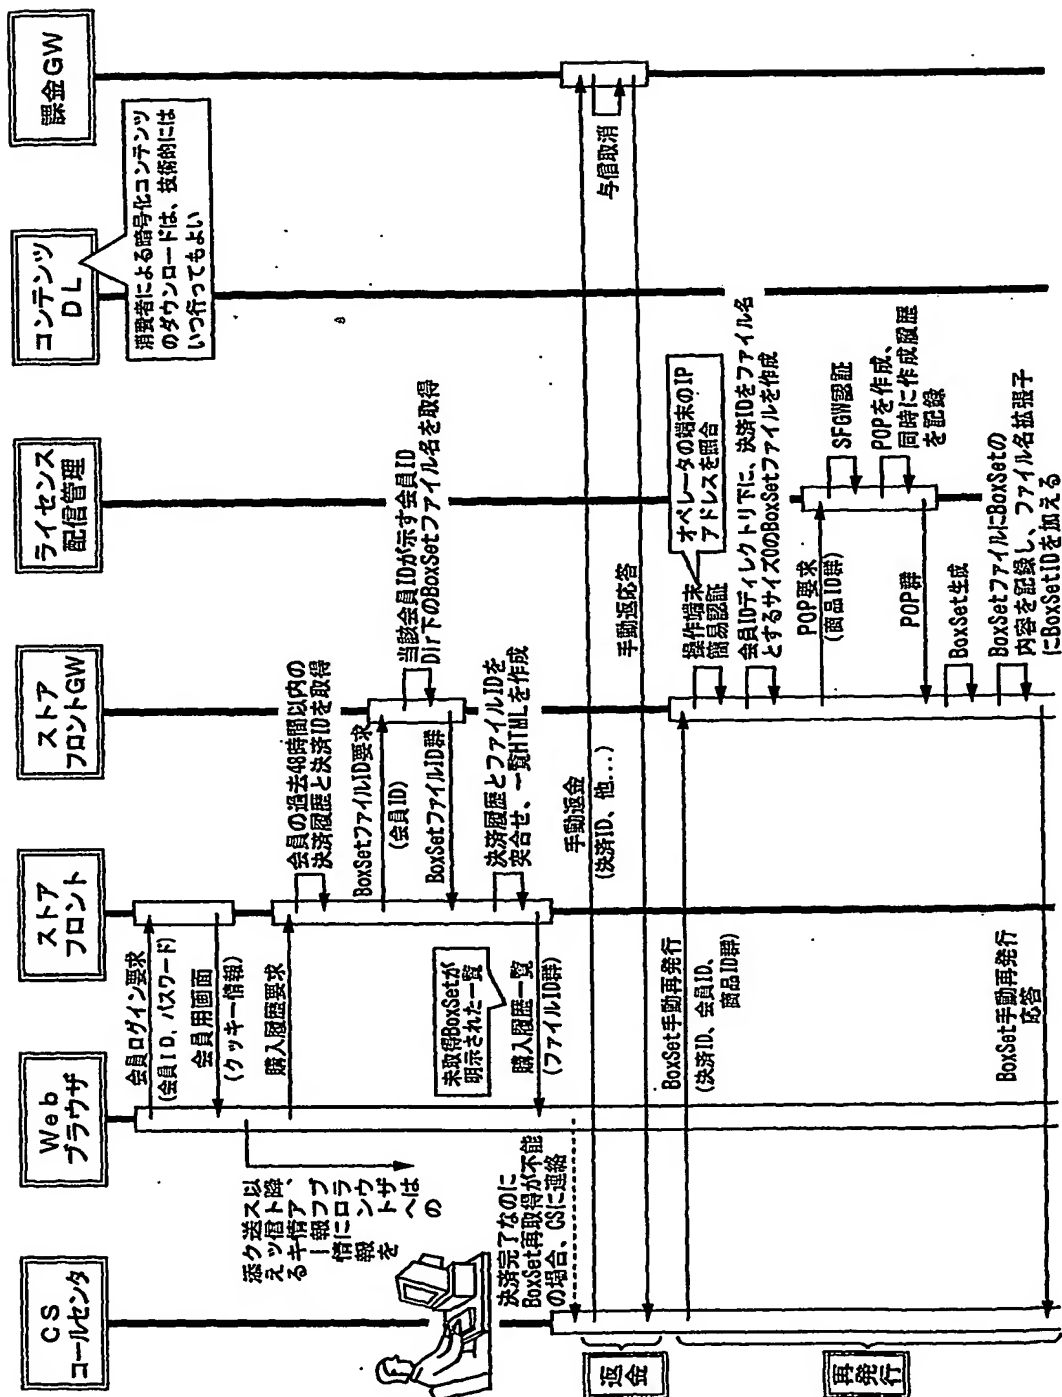 CS
コールセンタ
Web
ブラウザ
ストア
フロント
ストア
フロントGW
ライセンス
配信管理
コンテンツ
DL
課金GW
消費者による暗号化コンテンツ
のダウンロードは、技術的には
いつ行ってもよい
会員ログイン要求
(会員ID、パスワード)
会員用画面
(クッキー情報)
以降、ブラウザは
ストアフロントへの
送信情報に
クッキー情報を
添える
購入履歴要求
会員の過去48時間以内の
決済履歴と決済IDを取得
BoxSetファイルID要求
(会員ID)
当該会員IDが示す会員ID
Dir下のBoxSetファイル名を取得
BoxSetファイルID群
決済履歴とファイルIDを
突合せ、一覧HTMLを作成
未取得BoxSetが
明示された一覧
購入履歴一覧
(ファイルID群)
決済完了なのに
BoxSet再取得が不能
の場合、CSに連絡
返金
手動返金
(決済ID、他...)
与信取消
手動返応答
再発行
BoxSet手動再発行
(決済ID、会員ID、
商品ID群)
操作端末
簡易認証
オペレータの端末のIP
アドレスを照合
会員IDディレクトリ下に、決済IDをファイル名
とするサイズ0のBoxSetファイルを作成
POP要求
(商品ID群)
SFGW認証
POPを作成、
同時に作成履歴
を記録
POP群
BoxSet生成
BoxSetファイルにBoxSetの
内容を記録し、ファイル名拡張子
にBoxSetIDを加える
BoxSet手動再発行
応答